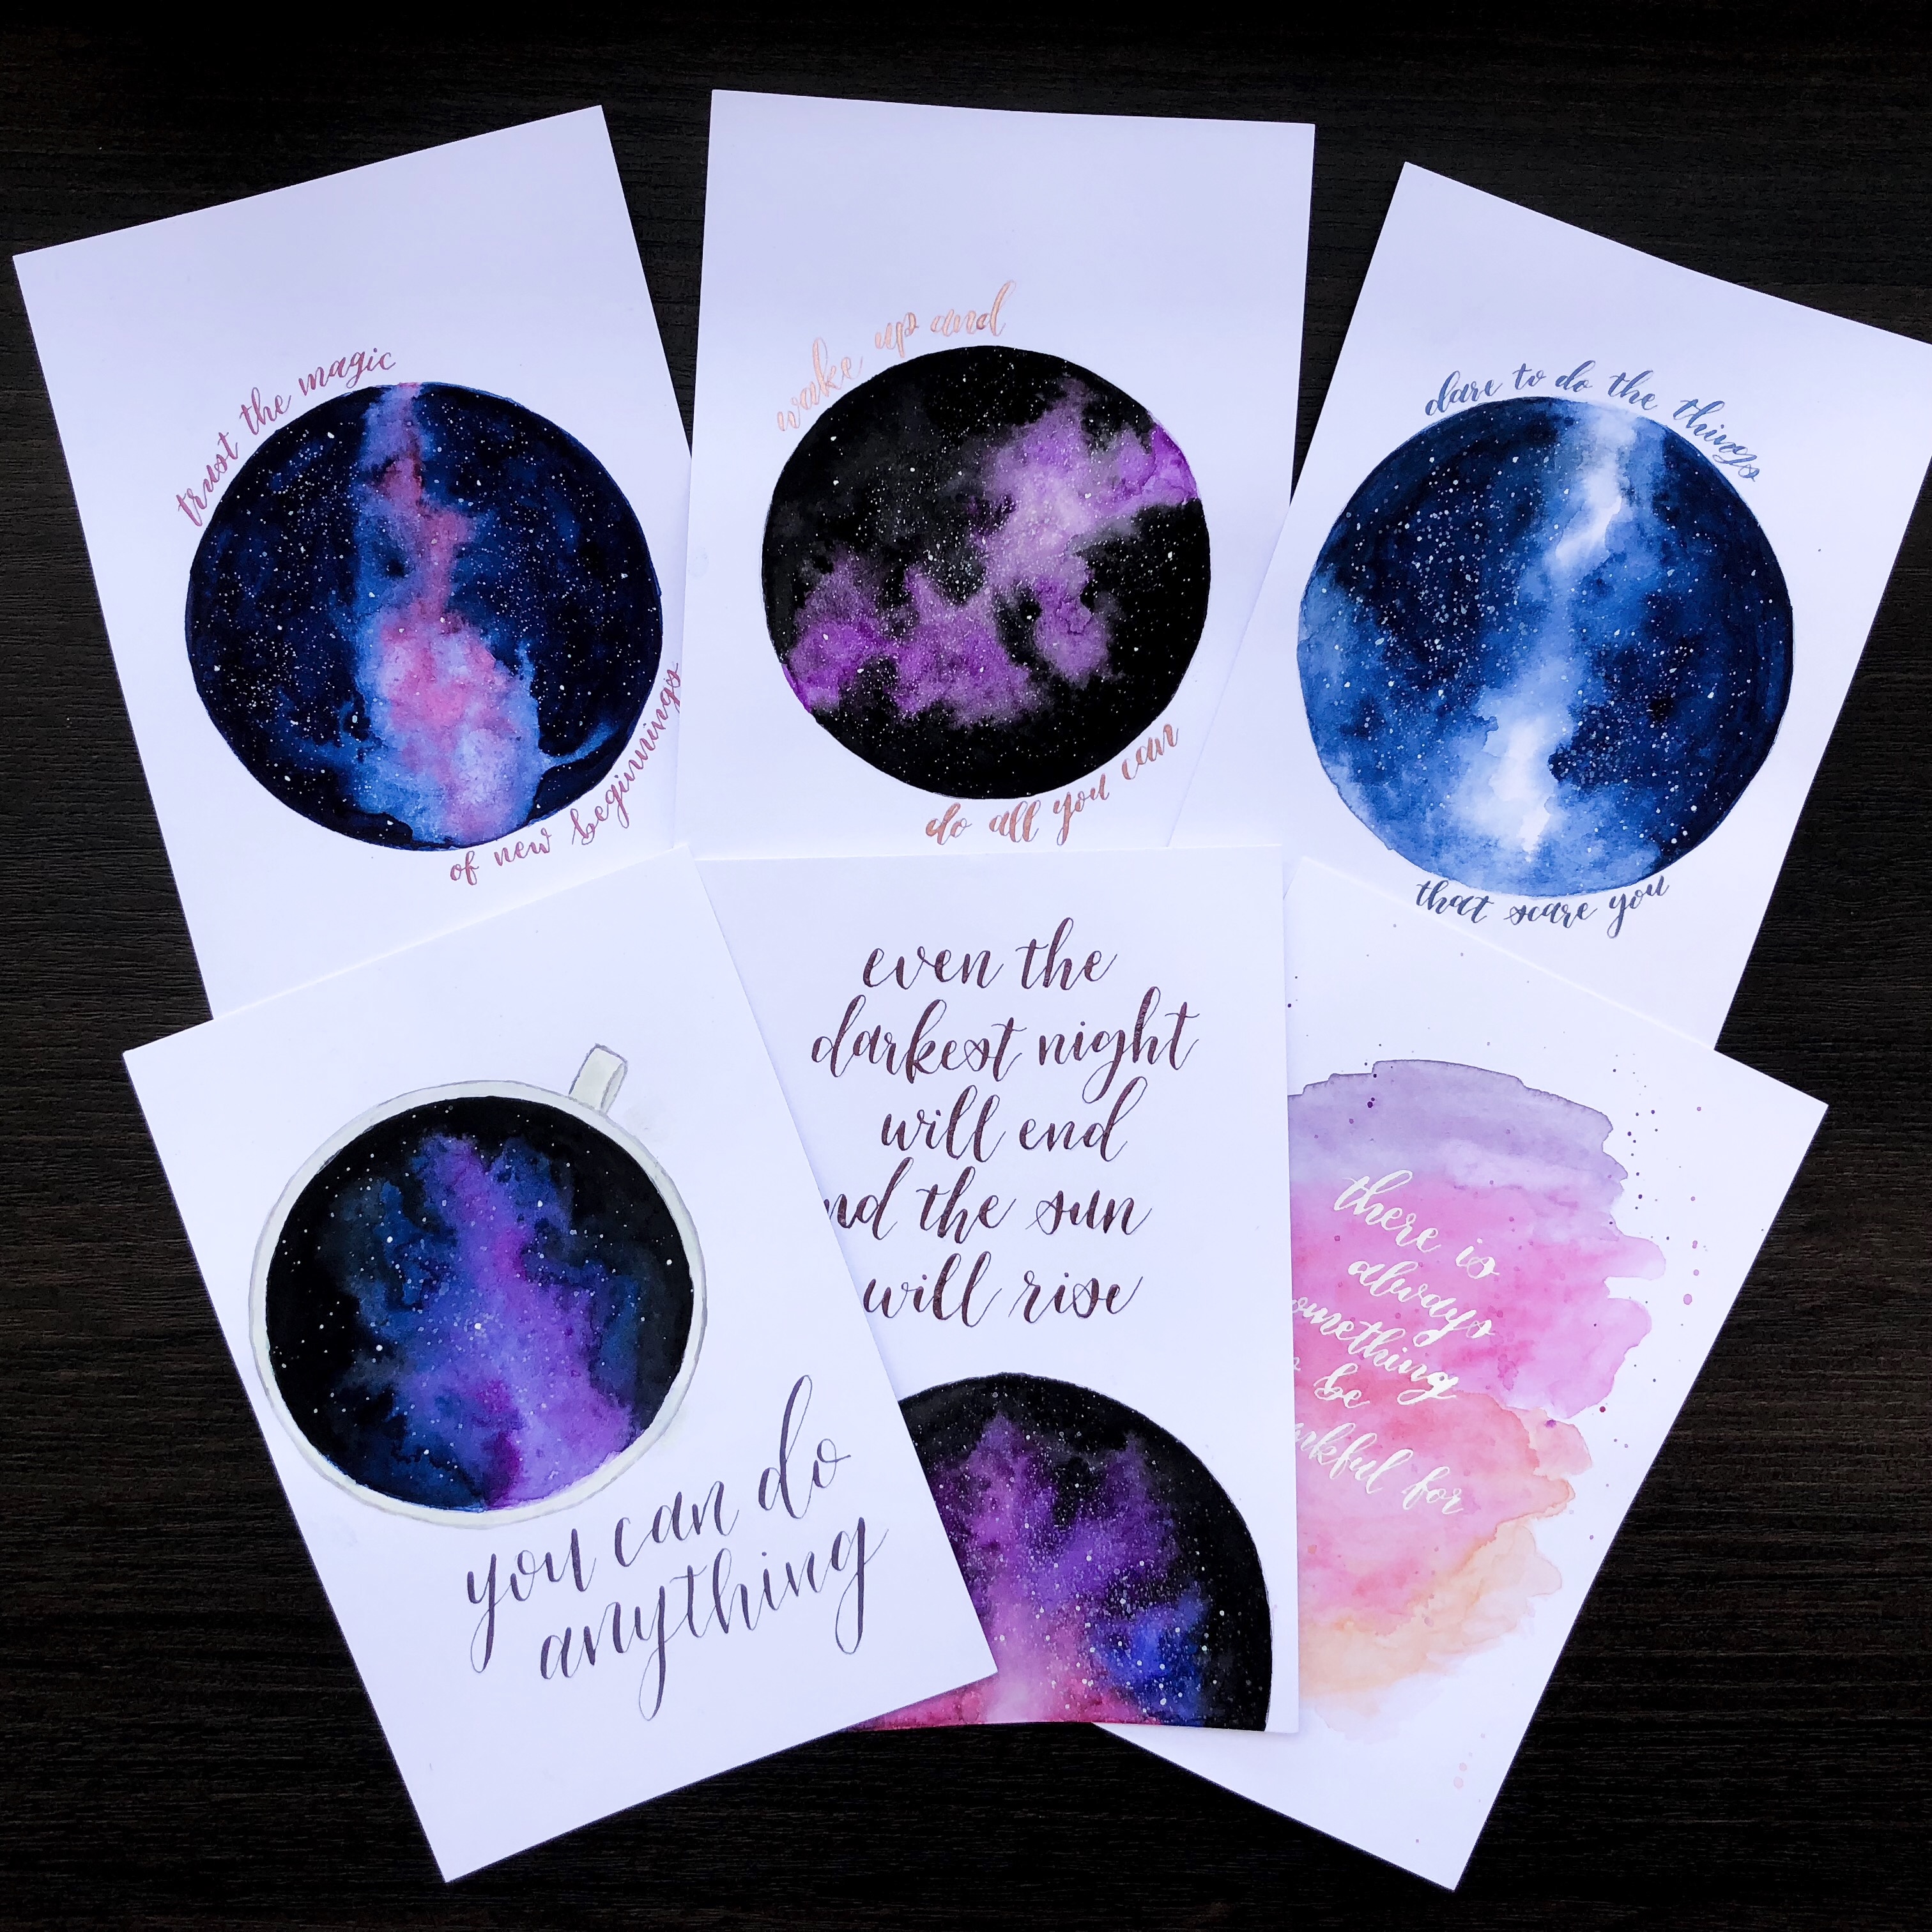 trust the magic
of new beginnings
wake up and
do all you can
dare to do the things
that scare you
you can do
anything
even the
darkest night
will end
nd the sun
will rise
there is
always
omething
be
nkful for